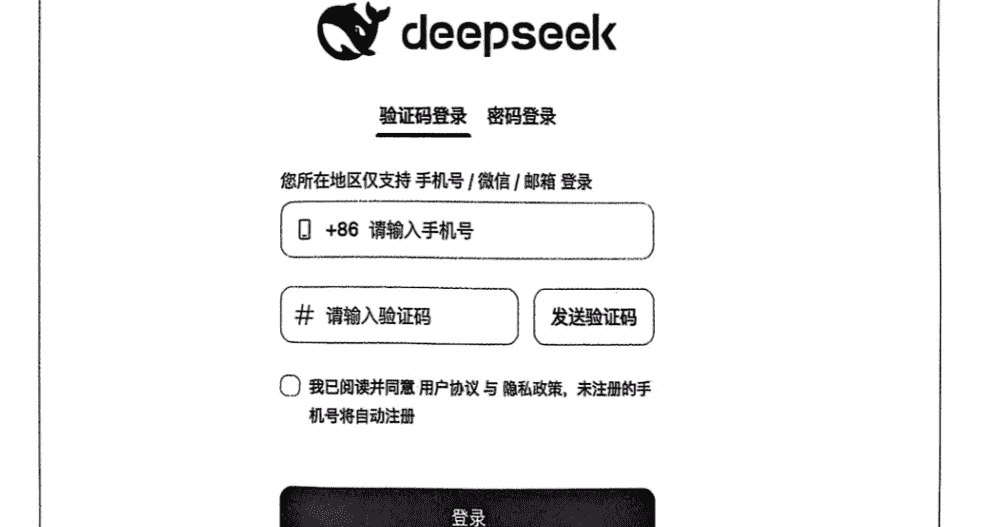 deepseek
验证码登录 密码登录
您所在地区仅支持 手机号 / 微信 / 邮箱 登录
+86 请输入手机号
# 请输入验证码 发送验证码
我已阅读并同意 用户协议 与 隐私政策，未注册的手
机号将自动注册
登录